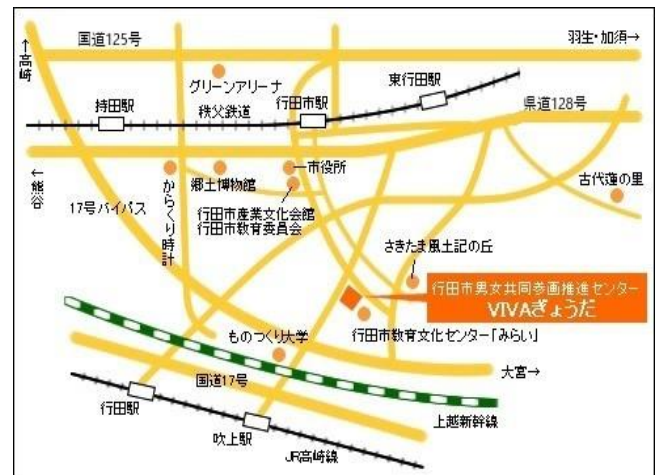 国道125号
羽生・加須→
←高崎
グリーンアリーナ
東行田駅
持田駅
秩父鉄道
行田市駅
県道128号
←熊谷
市役所
郷土博物館
からくり時計
17号バイパス
行田市産業文化会館
行田市教育委員会
古代蓮の里
さきたま風土記の丘
行田市男女共同参画推進センター
VIVAぎょうだ
行田市教育文化センター「みらい」
ものつくり大学
大宮→
国道17号
行田駅
吹上駅
上越新幹線
JR高崎線